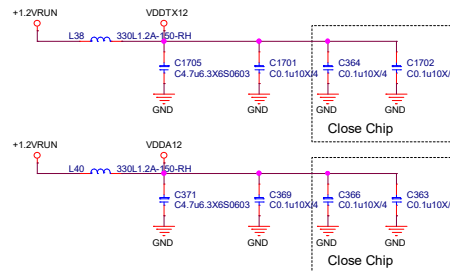 +1.2VRUN VDDTX12
L38 330L1.2A-150-RH
C1705 C1701 C364 C1702
C4.7u6.3X6S0603 C0.1u10X/4 C0.1u10X/4 C0.1u10X/4
GND GND GND GND
Close Chip
+1.2VRUN VDDA12
L40 330L1.2A-150-RH
C371 C369 C366 C363
C4.7u6.3X6S0603 C0.1u10X/4 C0.1u10X/4 C0.1u10X/4
GND GND GND GND
Close Chip